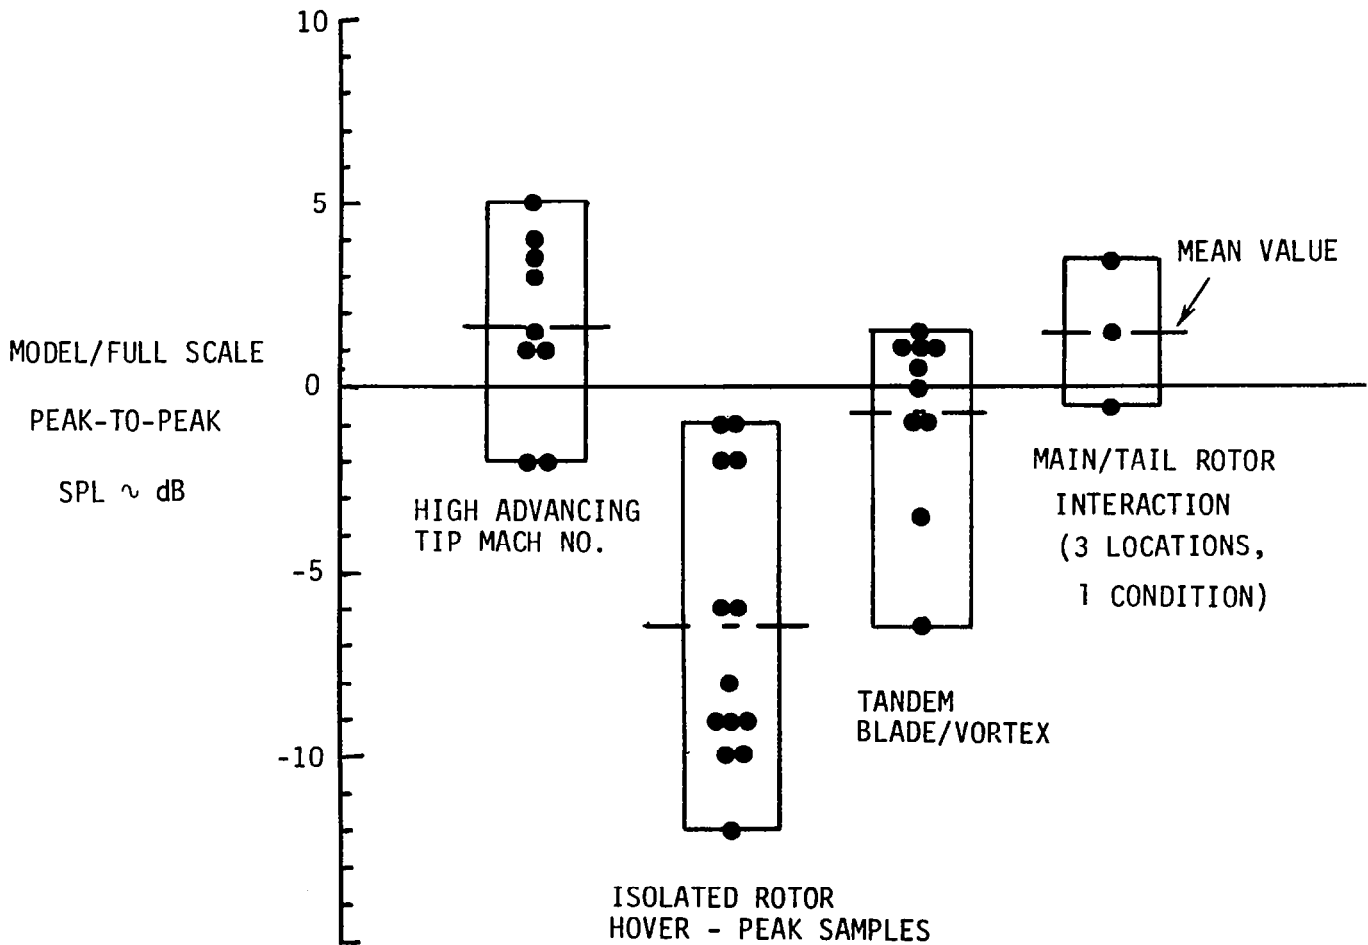 10
5
0
-5
-10
MODEL/FULL SCALE
PEAK-TO-PEAK
SPL ~ dB
HIGH ADVANCING
TIP MACH NO.
ISOLATED ROTOR
HOVER - PEAK SAMPLES
TANDEM
BLADE/VORTEX
MEAN VALUE
MAIN/TAIL ROTOR
INTERACTION
(3 LOCATIONS,
1 CONDITION)